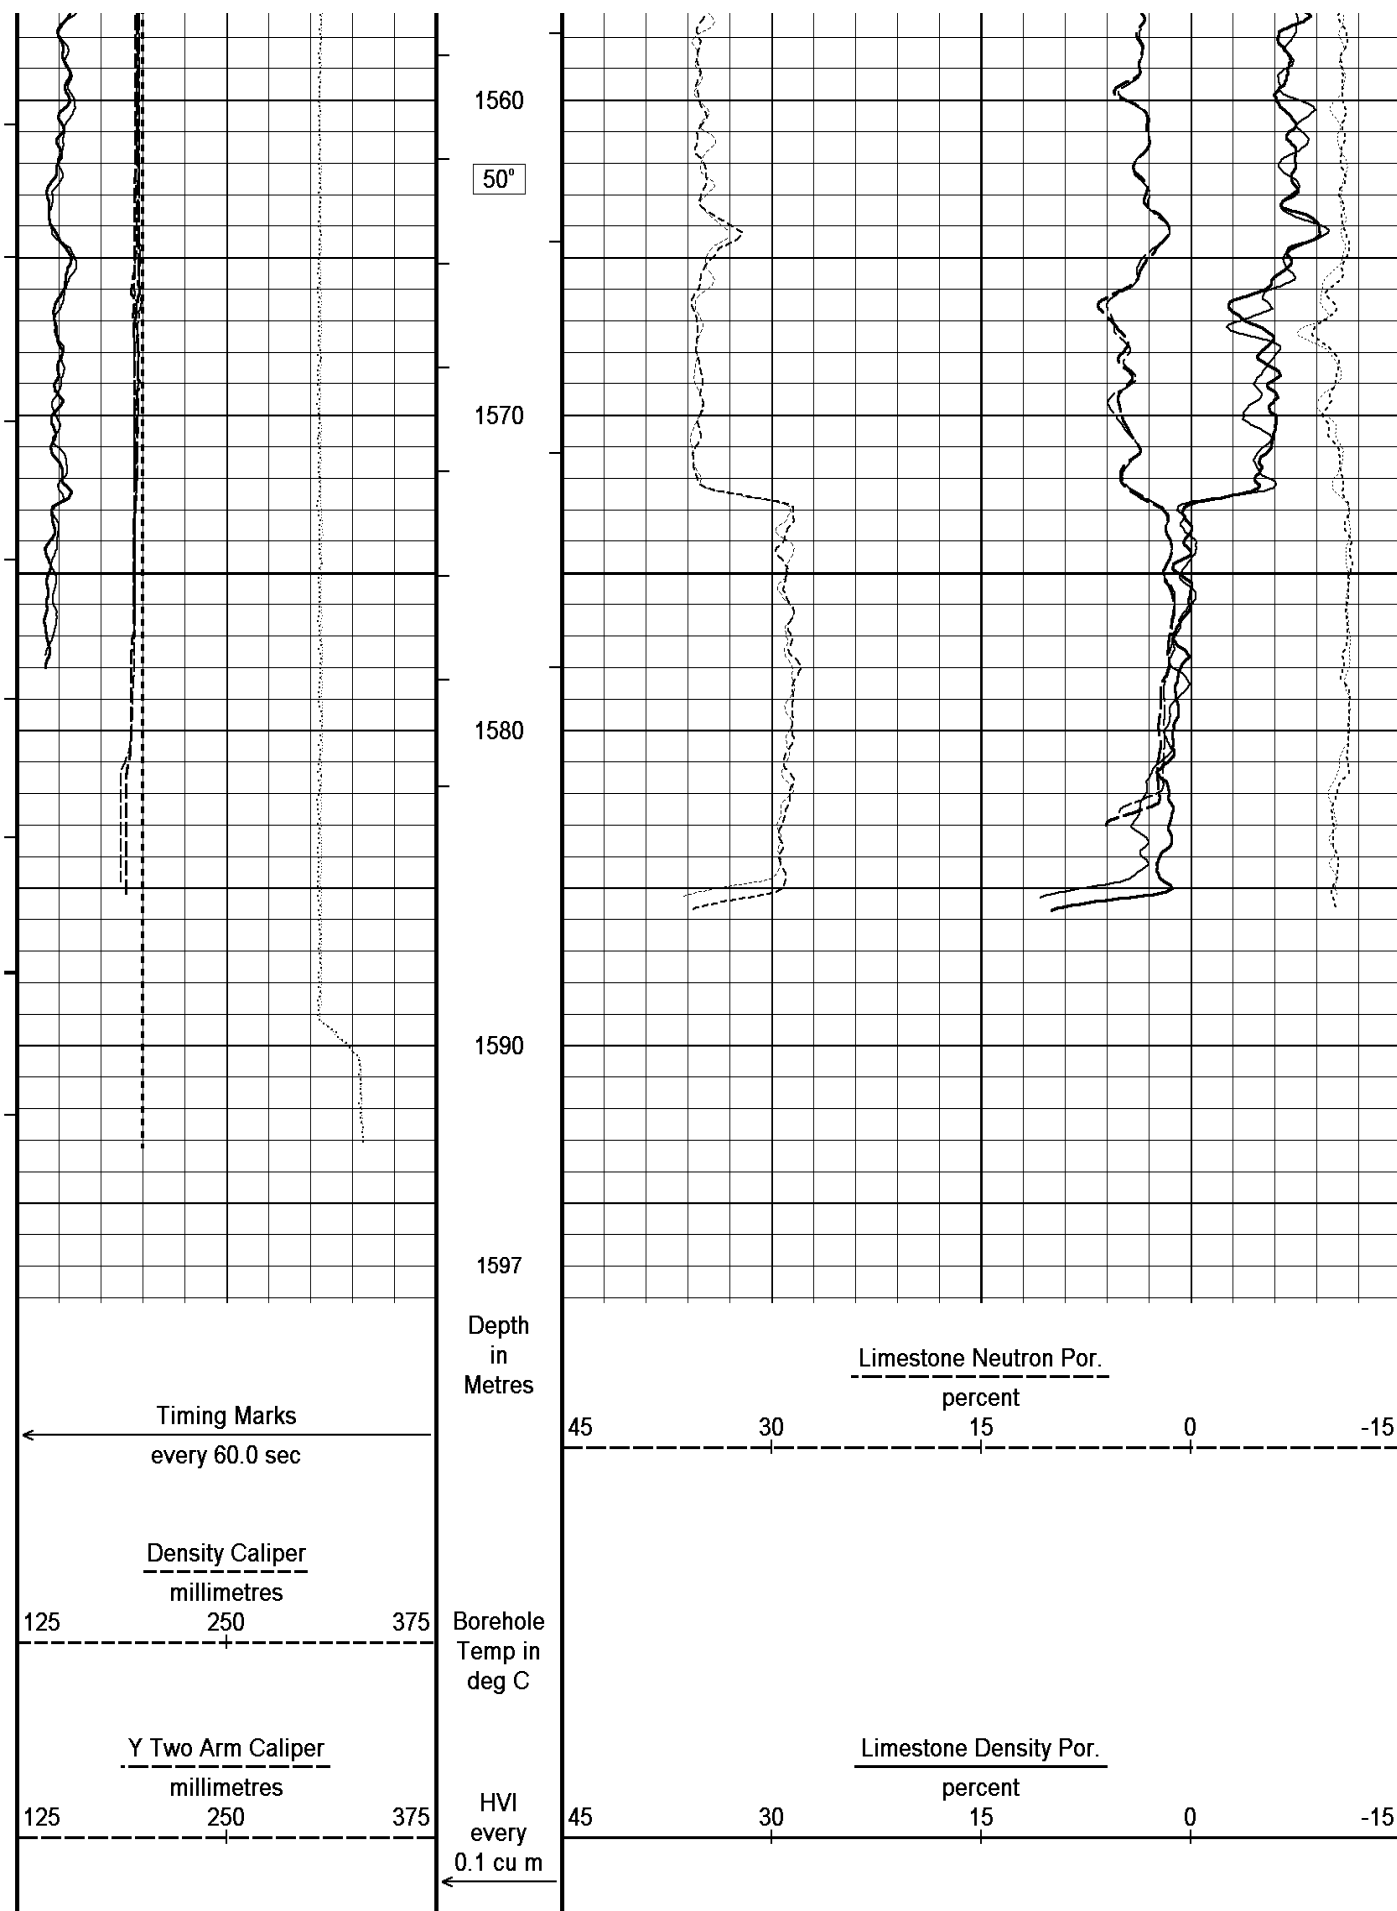 1560
50°
1570
1580
1590
1597
Depth
in
Metres
Limestone Neutron Por.
percent
45 30 15 0 -15
Timing Marks
every 60.0 sec
Density Caliper
millimetres
125 250 375
Borehole
Temp in
deg C
Y Two Arm Caliper
millimetres
125 250 375
HVI
every
0.1 cu m
Limestone Density Por.
percent
45 30 15 0 -15